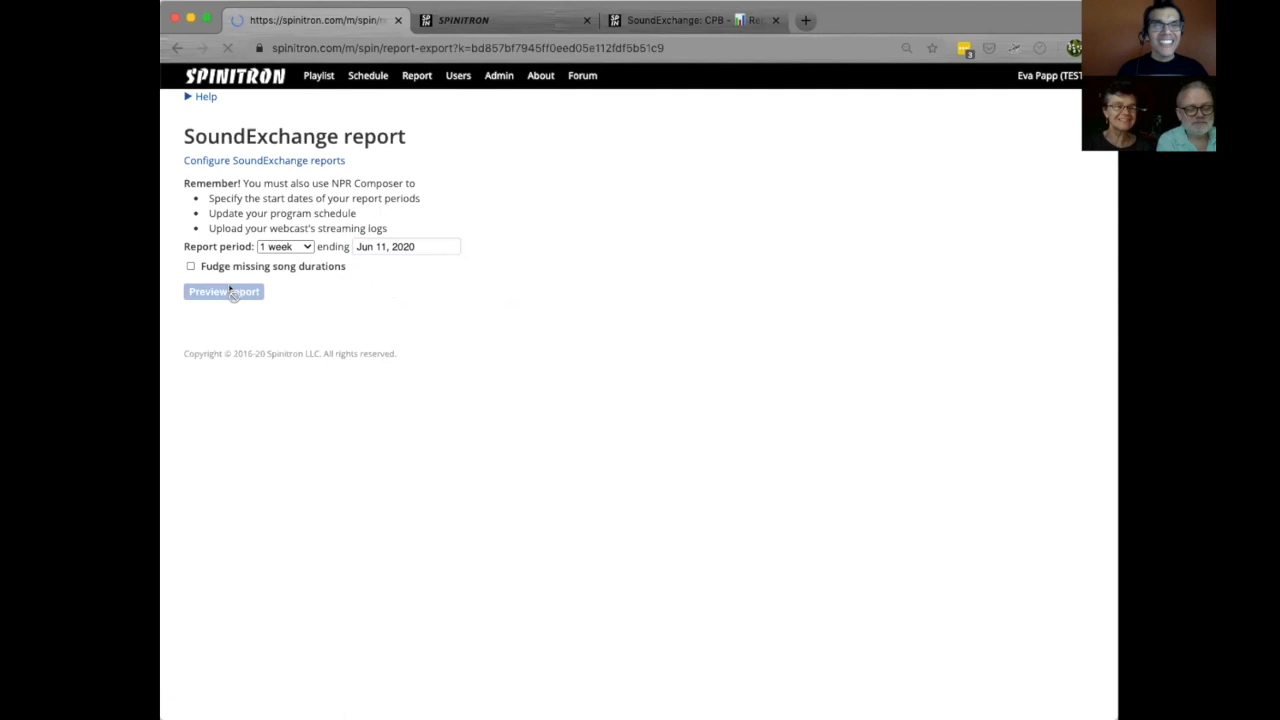 https://spinitron.com/m/spin/re
SPINITRON
SoundExchange: CPB - 📊 Re
spinitron.com/m/spin/report-export?k=bd857bf7945ff0eed05e112fdf5b51c9
3
SPINITRON
Playlist
Schedule
Report
Users
Admin
About
Forum
Eva Papp (TEST
▶ Help
SoundExchange report
Configure SoundExchange reports
Remember! You must also use NPR Composer to
• Specify the start dates of your report periods
• Update your program schedule
• Upload your webcast's streaming logs
Report period: 1 week ending Jun 11, 2020
Fudge missing song durations
Preview report
Copyright © 2016-20 Spinitron LLC. All rights reserved.